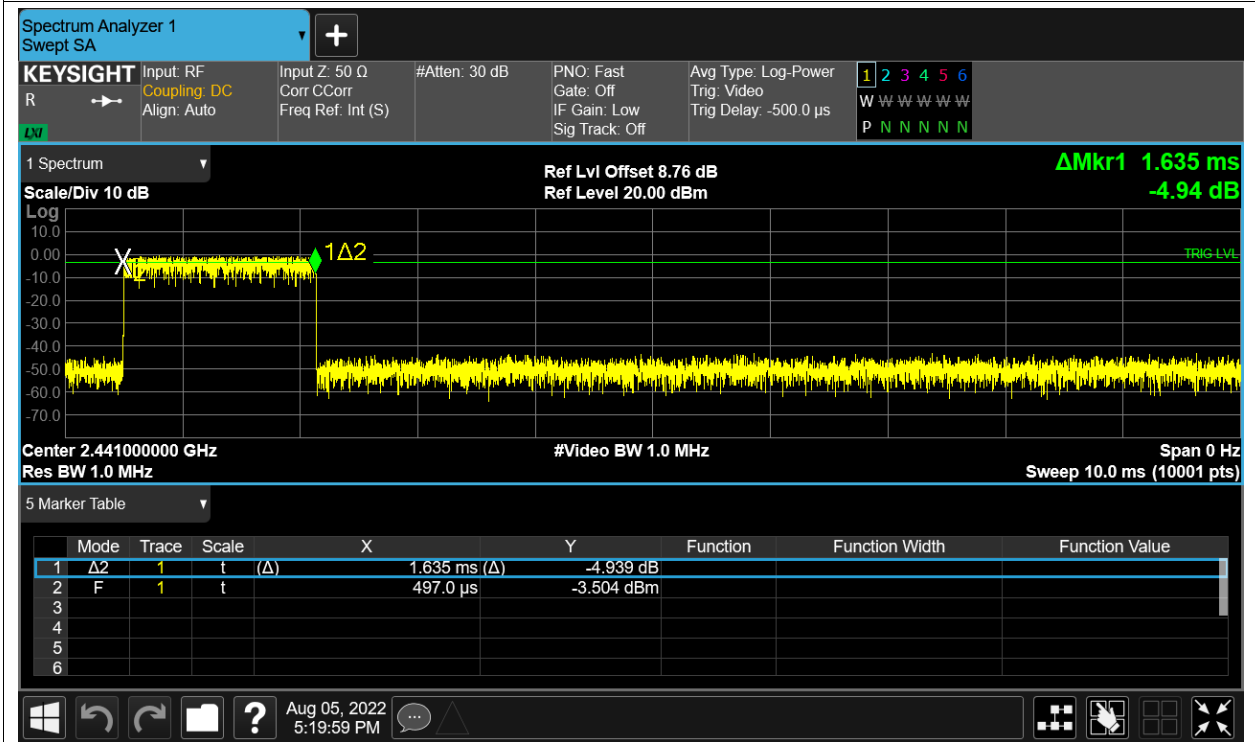 Spectrum Analyzer 1
Swept SA
+
KEYSIGHT
R
LXI
Input: RF
Coupling: DC
Align: Auto
Input Z: 50 Ω
Corr CCorr
Freq Ref: Int (S)
#Atten: 30 dB
PNO: Fast
Gate: Off
IF Gain: Low
Sig Track: Off
Avg Type: Log-Power
Trig: Video
Trig Delay: -500.0 µs
1 2 3 4 5 6
W W W W W W
P N N N N N
1 Spectrum
Scale/Div 10 dB
Ref Lvl Offset 8.76 dB
Ref Level 20.00 dBm
ΔMkr1 1.635 ms
-4.94 dB
Log
10.0
0.00
-10.0
-20.0
-30.0
-40.0
-50.0
-60.0
-70.0
X
1Δ2
TRIG LVL
Center 2.441000000 GHz
Res BW 1.0 MHz
#Video BW 1.0 MHz
Span 0 Hz
Sweep 10.0 ms (10001 pts)
5 Marker Table
Mode Trace Scale X Y Function Function Width Function Value
1 Δ2 1 t (Δ) 1.635 ms (Δ) -4.939 dB
2 F 1 t 497.0 µs -3.504 dBm
3
4
5
6
?
Aug 05, 2022
5:19:59 PM